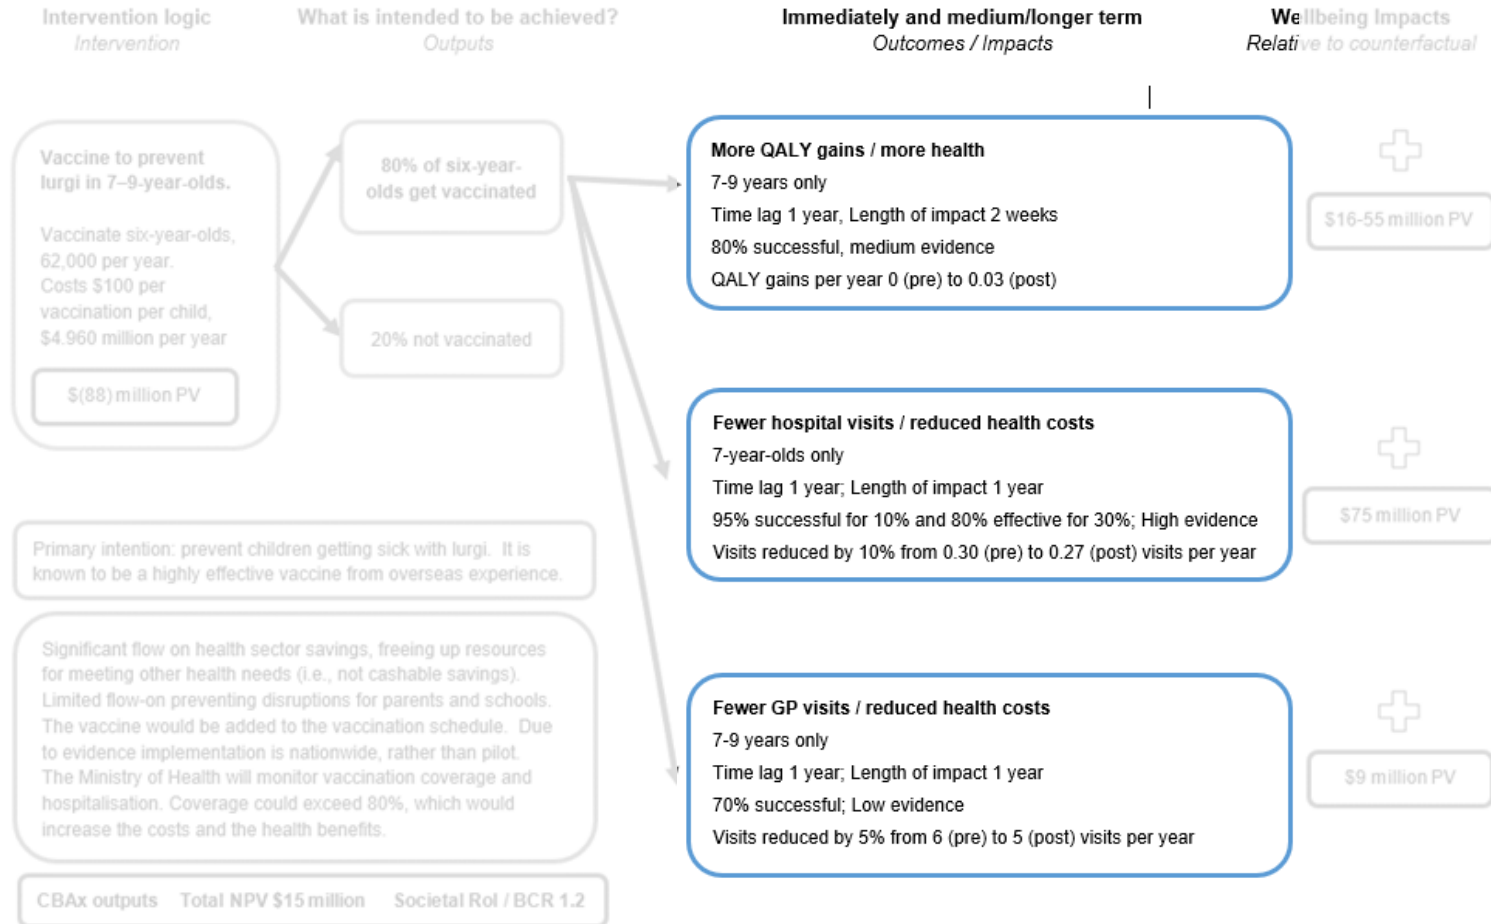 Intervention logic
Intervention
What is intended to be achieved?
Outputs
Immediately and medium/longer term
Outcomes / Impacts
Wellbeing Impacts
Relative to counterfactual
Vaccine to prevent
lurgi in 7–9-year-olds.
Vaccinate six-year-olds,
62,000 per year.
Costs $100 per
vaccination per child,
$4.960 million per year
$(88) million PV
80% of six-year-
olds get vaccinated
20% not vaccinated
More QALY gains / more health
7-9 years only
Time lag 1 year, Length of impact 2 weeks
80% successful, medium evidence
QALY gains per year 0 (pre) to 0.03 (post)
$16-55 million PV
Fewer hospital visits / reduced health costs
7-year-olds only
Time lag 1 year; Length of impact 1 year
95% successful for 10% and 80% effective for 30%; High evidence
Visits reduced by 10% from 0.30 (pre) to 0.27 (post) visits per year
$75 million PV
Fewer GP visits / reduced health costs
7-9 years only
Time lag 1 year; Length of impact 1 year
70% successful; Low evidence
Visits reduced by 5% from 6 (pre) to 5 (post) visits per year
$9 million PV
Primary intention: prevent children getting sick with lurgi. It is
known to be a highly effective vaccine from overseas experience.
Significant flow on health sector savings, freeing up resources
for meeting other health needs (i.e., not cashable savings).
Limited flow-on preventing disruptions for parents and schools.
The vaccine would be added to the vaccination schedule. Due
to evidence implementation is nationwide, rather than pilot.
The Ministry of Health will monitor vaccination coverage and
hospitalisation. Coverage could exceed 80%, which would
increase the costs and the health benefits.
CBAx outputs Total NPV $15 million Societal RoI / BCR 1.2